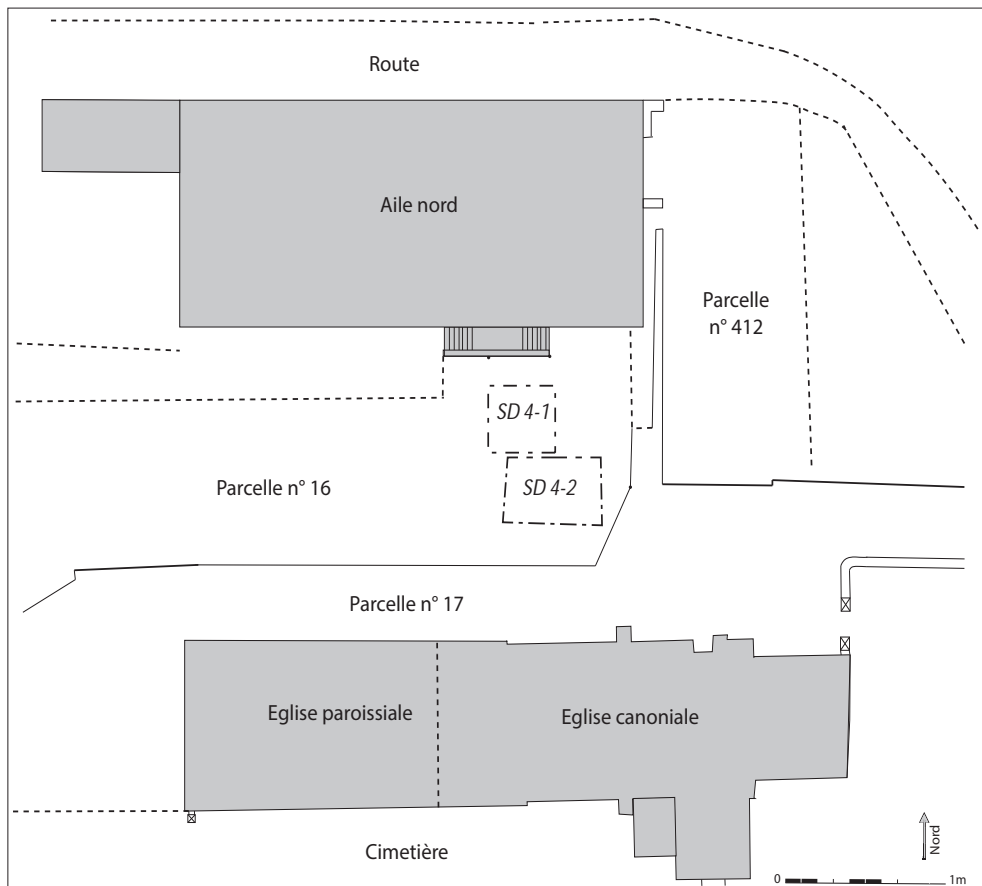 Route
Aile nord
Parcelle
n° 412
SD 4-1
Parcelle n° 16
SD 4-2
Parcelle n° 17
Eglise paroissiale
Eglise canoniale
Cimetière
Nord
0
1m